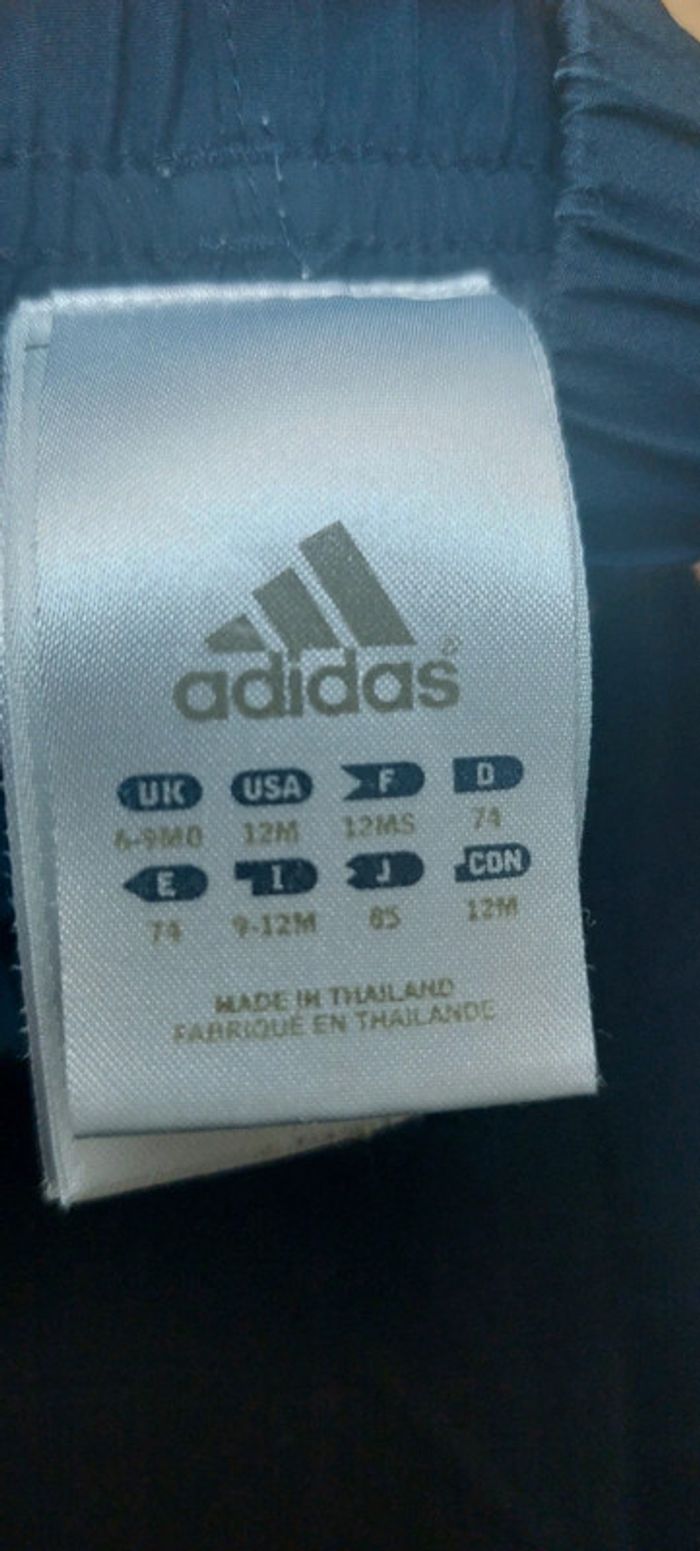 adidas®
UK USA F D
6-9MO 12M 12MS 74
E I J CON
74 9-12M 85 12M
MADE IN THAILAND
FABRIQUÉ EN THAILANDE